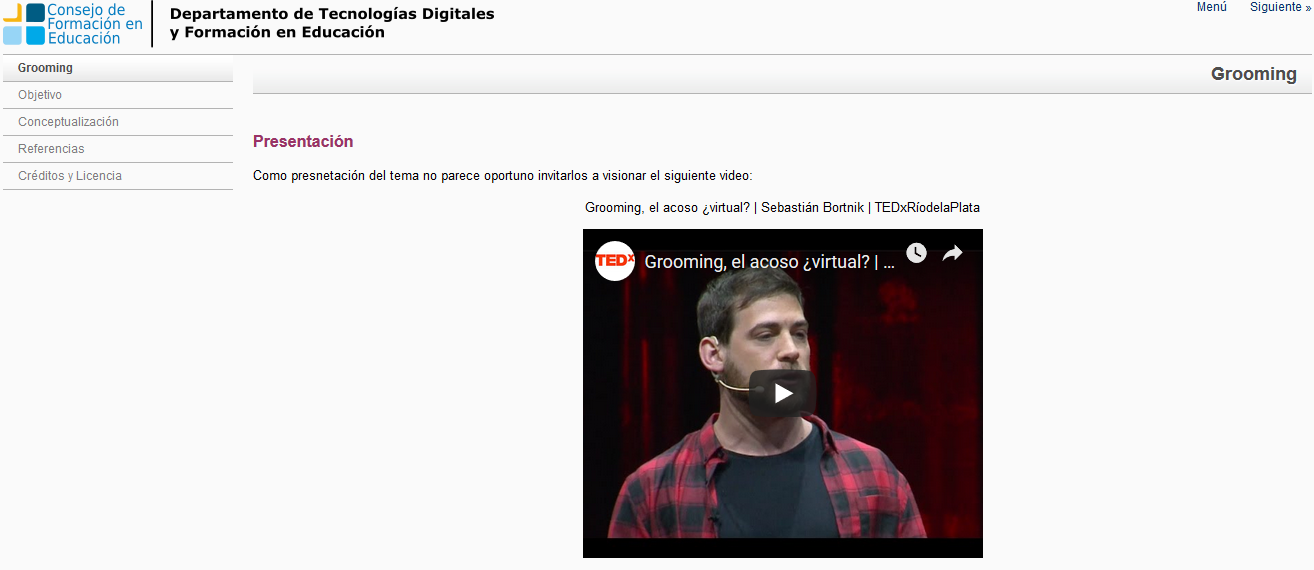 Consejo de
Formación en
Educación
Departamento de Tecnologías Digitales
y Formación en Educación
Menú
Siguiente »
Grooming
Objetivo
Conceptualización
Referencias
Créditos y Licencia
Grooming
Presentación
Como presnetación del tema no parece oportuno invitarlos a visionar el siguiente video:
Grooming, el acoso ¿virtual? | Sebastián Bortnik | TEDxRíodelaPlata
TEDx
Grooming, el acoso ¿virtual? | ...